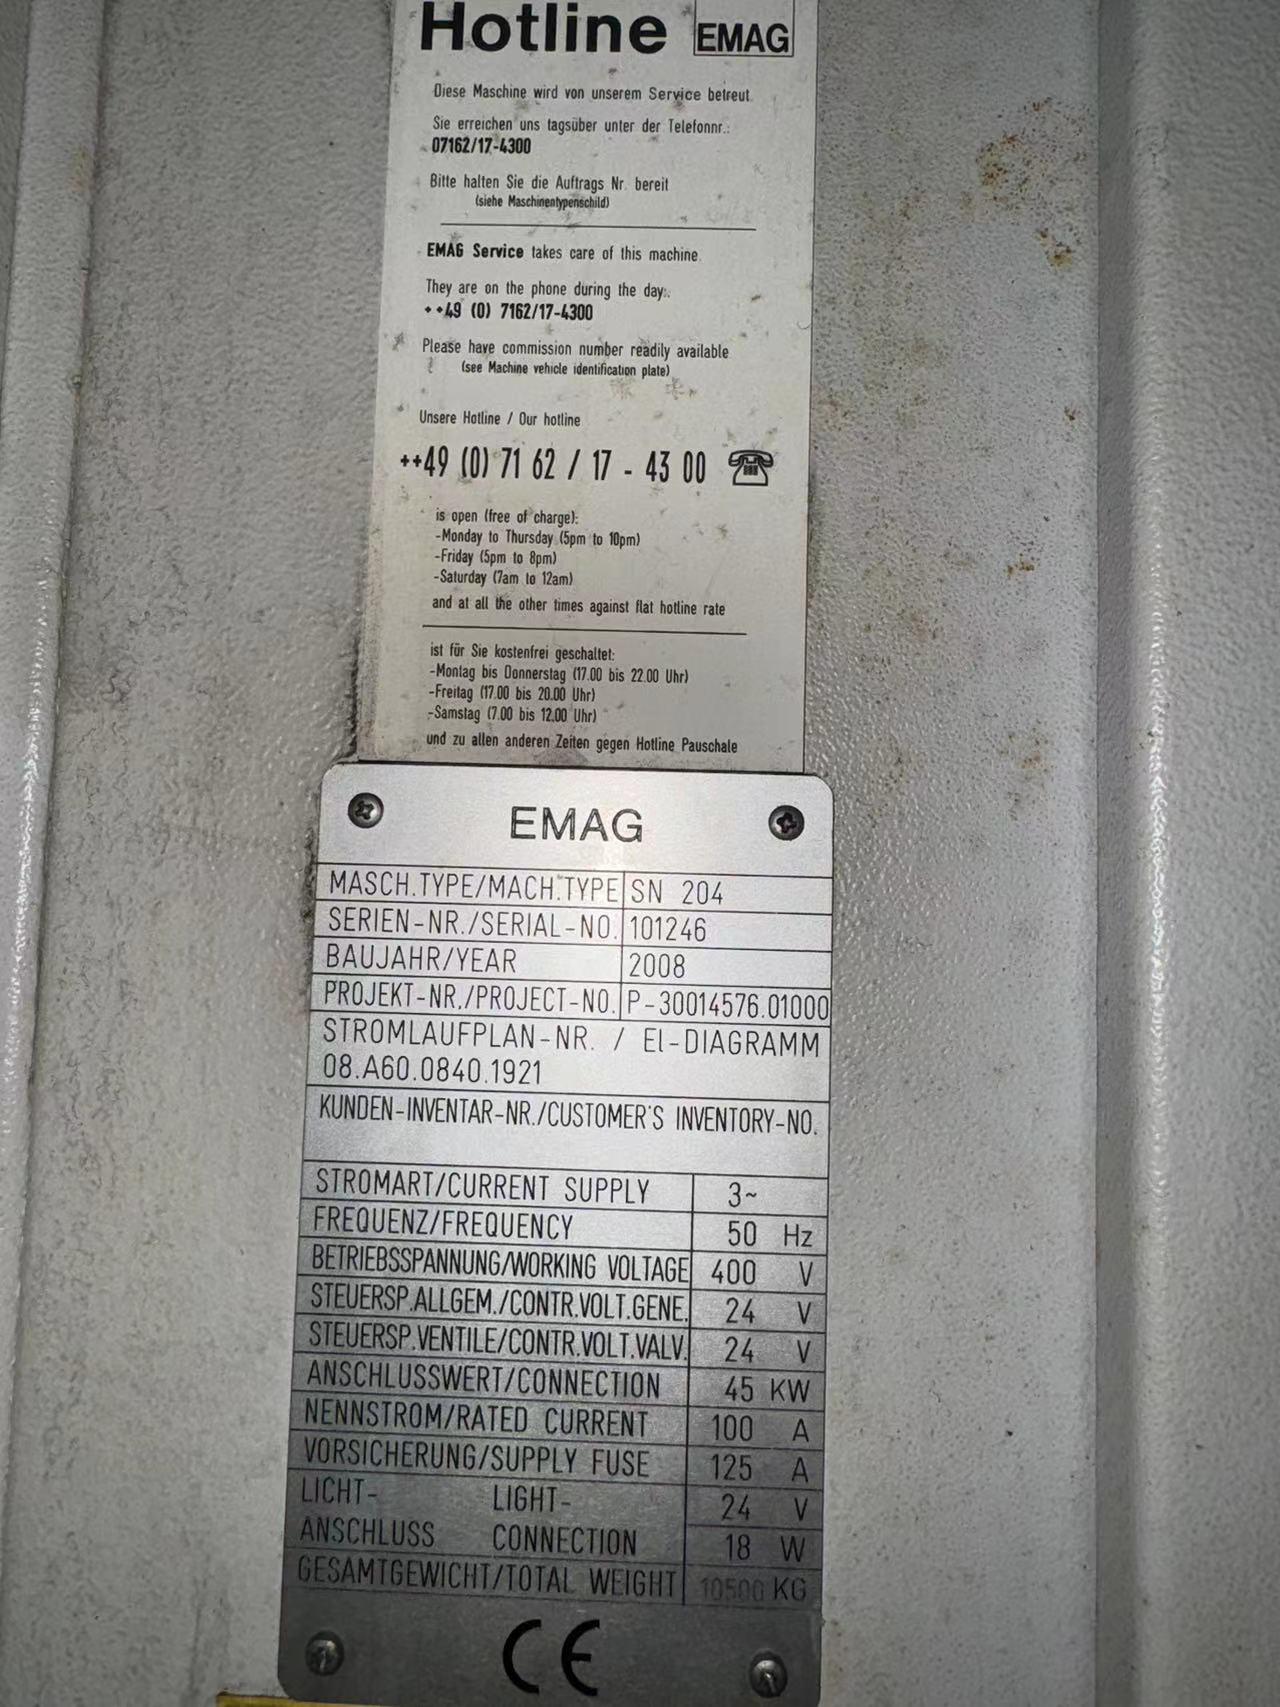 Hotline EMAG
Diese Maschine wird von unserem Service betreut.
Sie erreichen uns tagsüber unter der Telefonnr.:
07162/17-4300
Bitte halten Sie die Auftrags Nr. bereit
(siehe Maschinentypenschild)
EMAG Service takes care of this machine.
They are on the phone during the day:
++49 (0) 7162/17-4300
Please have commission number readily available
(see Machine vehicle identification plate)
Unsere Hotline / Our hotline
++49 (0) 71 62 / 17 - 43 00
is open (free of charge):
-Monday to Thursday (5pm to 10pm)
-Friday (5pm to 8pm)
-Saturday (7am to 12am)
and at all the other times against flat hotline rate
ist für Sie kostenfrei geschaltet:
-Montag bis Donnerstag (17.00 bis 22.00 Uhr)
-Freitag (17.00 bis 20.00 Uhr)
-Samstag (7.00 bis 12.00 Uhr)
und zu allen anderen Zeiten gegen Hotline Pauschale
EMAG
MASCH.TYPE/MACH.TYPE SN 204
SERIEN-NR./SERIAL-NO. 101246
BAUJAHR/YEAR 2008
PROJEKT-NR./PROJECT-NO. P-30014576.01000
STROMLAUFPLAN-NR. / El-DIAGRAMM
08.A60.0840.1921
KUNDEN-INVENTAR-NR./CUSTOMER'S INVENTORY-NO.
STROMART/CURRENT SUPPLY 3~
FREQUENZ/FREQUENCY 50 Hz
BETRIEBSSPANNUNG/WORKING VOLTAGE 400 V
STEUERSP.ALLGEM./CONTR.VOLT.GENE. 24 V
STEUERSP.VENTILE/CONTR.VOLT.VALV. 24 V
ANSCHLUSSWERT/CONNECTION 45 KW
NENNSTROM/RATED CURRENT 100 A
VORSICHERUNG/SUPPLY FUSE 125 A
LICHT- LIGHT- 24 V
ANSCHLUSS CONNECTION 18 W
GESAMTGEWICHT/TOTAL WEIGHT 10500 KG
CE